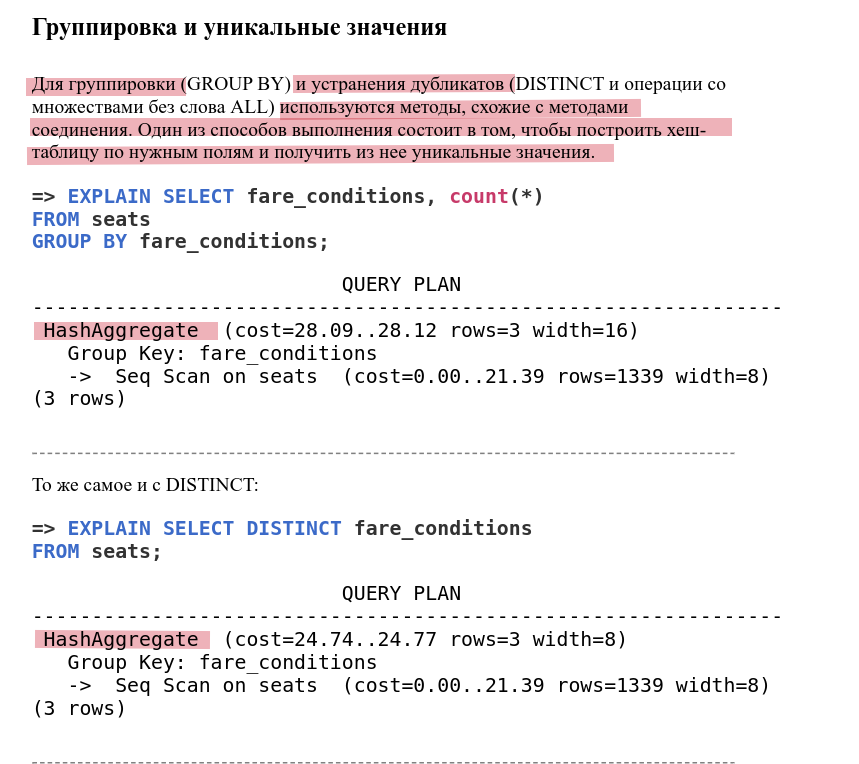 Группировка и уникальные значения
Для группировки (GROUP BY) и устранения дубликатов (DISTINCT и операции со
множествами без слова ALL) используются методы, схожие с методами
соединения. Один из способов выполнения состоит в том, чтобы построить хеш-
таблицу по нужным полям и получить из нее уникальные значения.
=> EXPLAIN SELECT fare_conditions, count(*)
FROM seats
GROUP BY fare_conditions;
QUERY PLAN
---------------------------------------------------------------
HashAggregate (cost=28.09..28.12 rows=3 width=16)
Group Key: fare_conditions
-> Seq Scan on seats (cost=0.00..21.39 rows=1339 width=8)
(3 rows)
То же самое и с DISTINCT:
=> EXPLAIN SELECT DISTINCT fare_conditions
FROM seats;
QUERY PLAN
---------------------------------------------------------------
HashAggregate (cost=24.74..24.77 rows=3 width=8)
Group Key: fare_conditions
-> Seq Scan on seats (cost=0.00..21.39 rows=1339 width=8)
(3 rows)